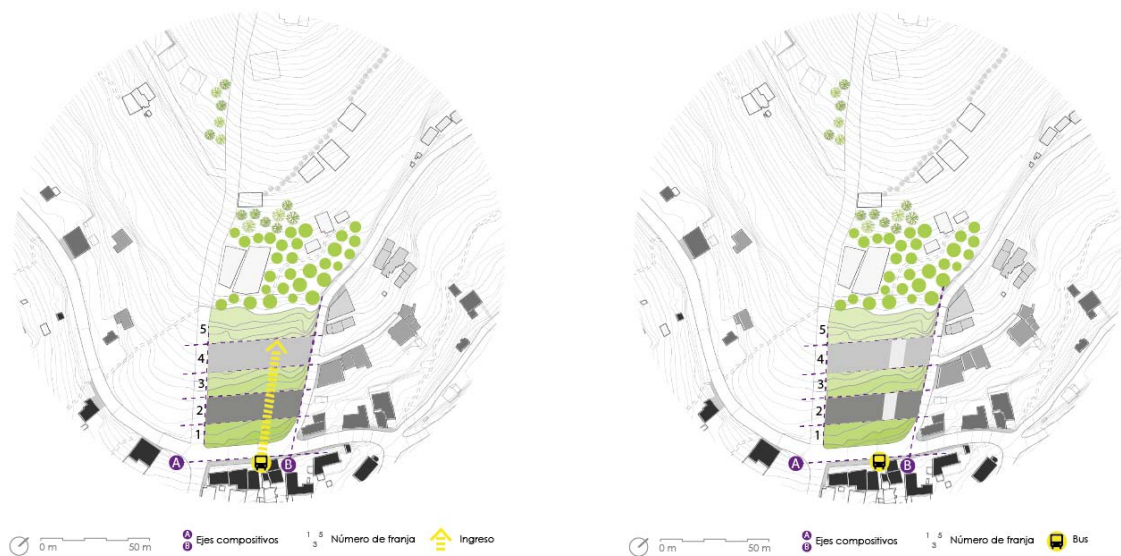 5
4
3
2
1
A
B
5
4
3
2
1
A
B
0 m 50 m
A
B
Ejes compositivos
1 5
3
Número de franja
Ingreso
0 m 50 m
A
B
Ejes compositivos
1 5
3
Número de franja
Bus